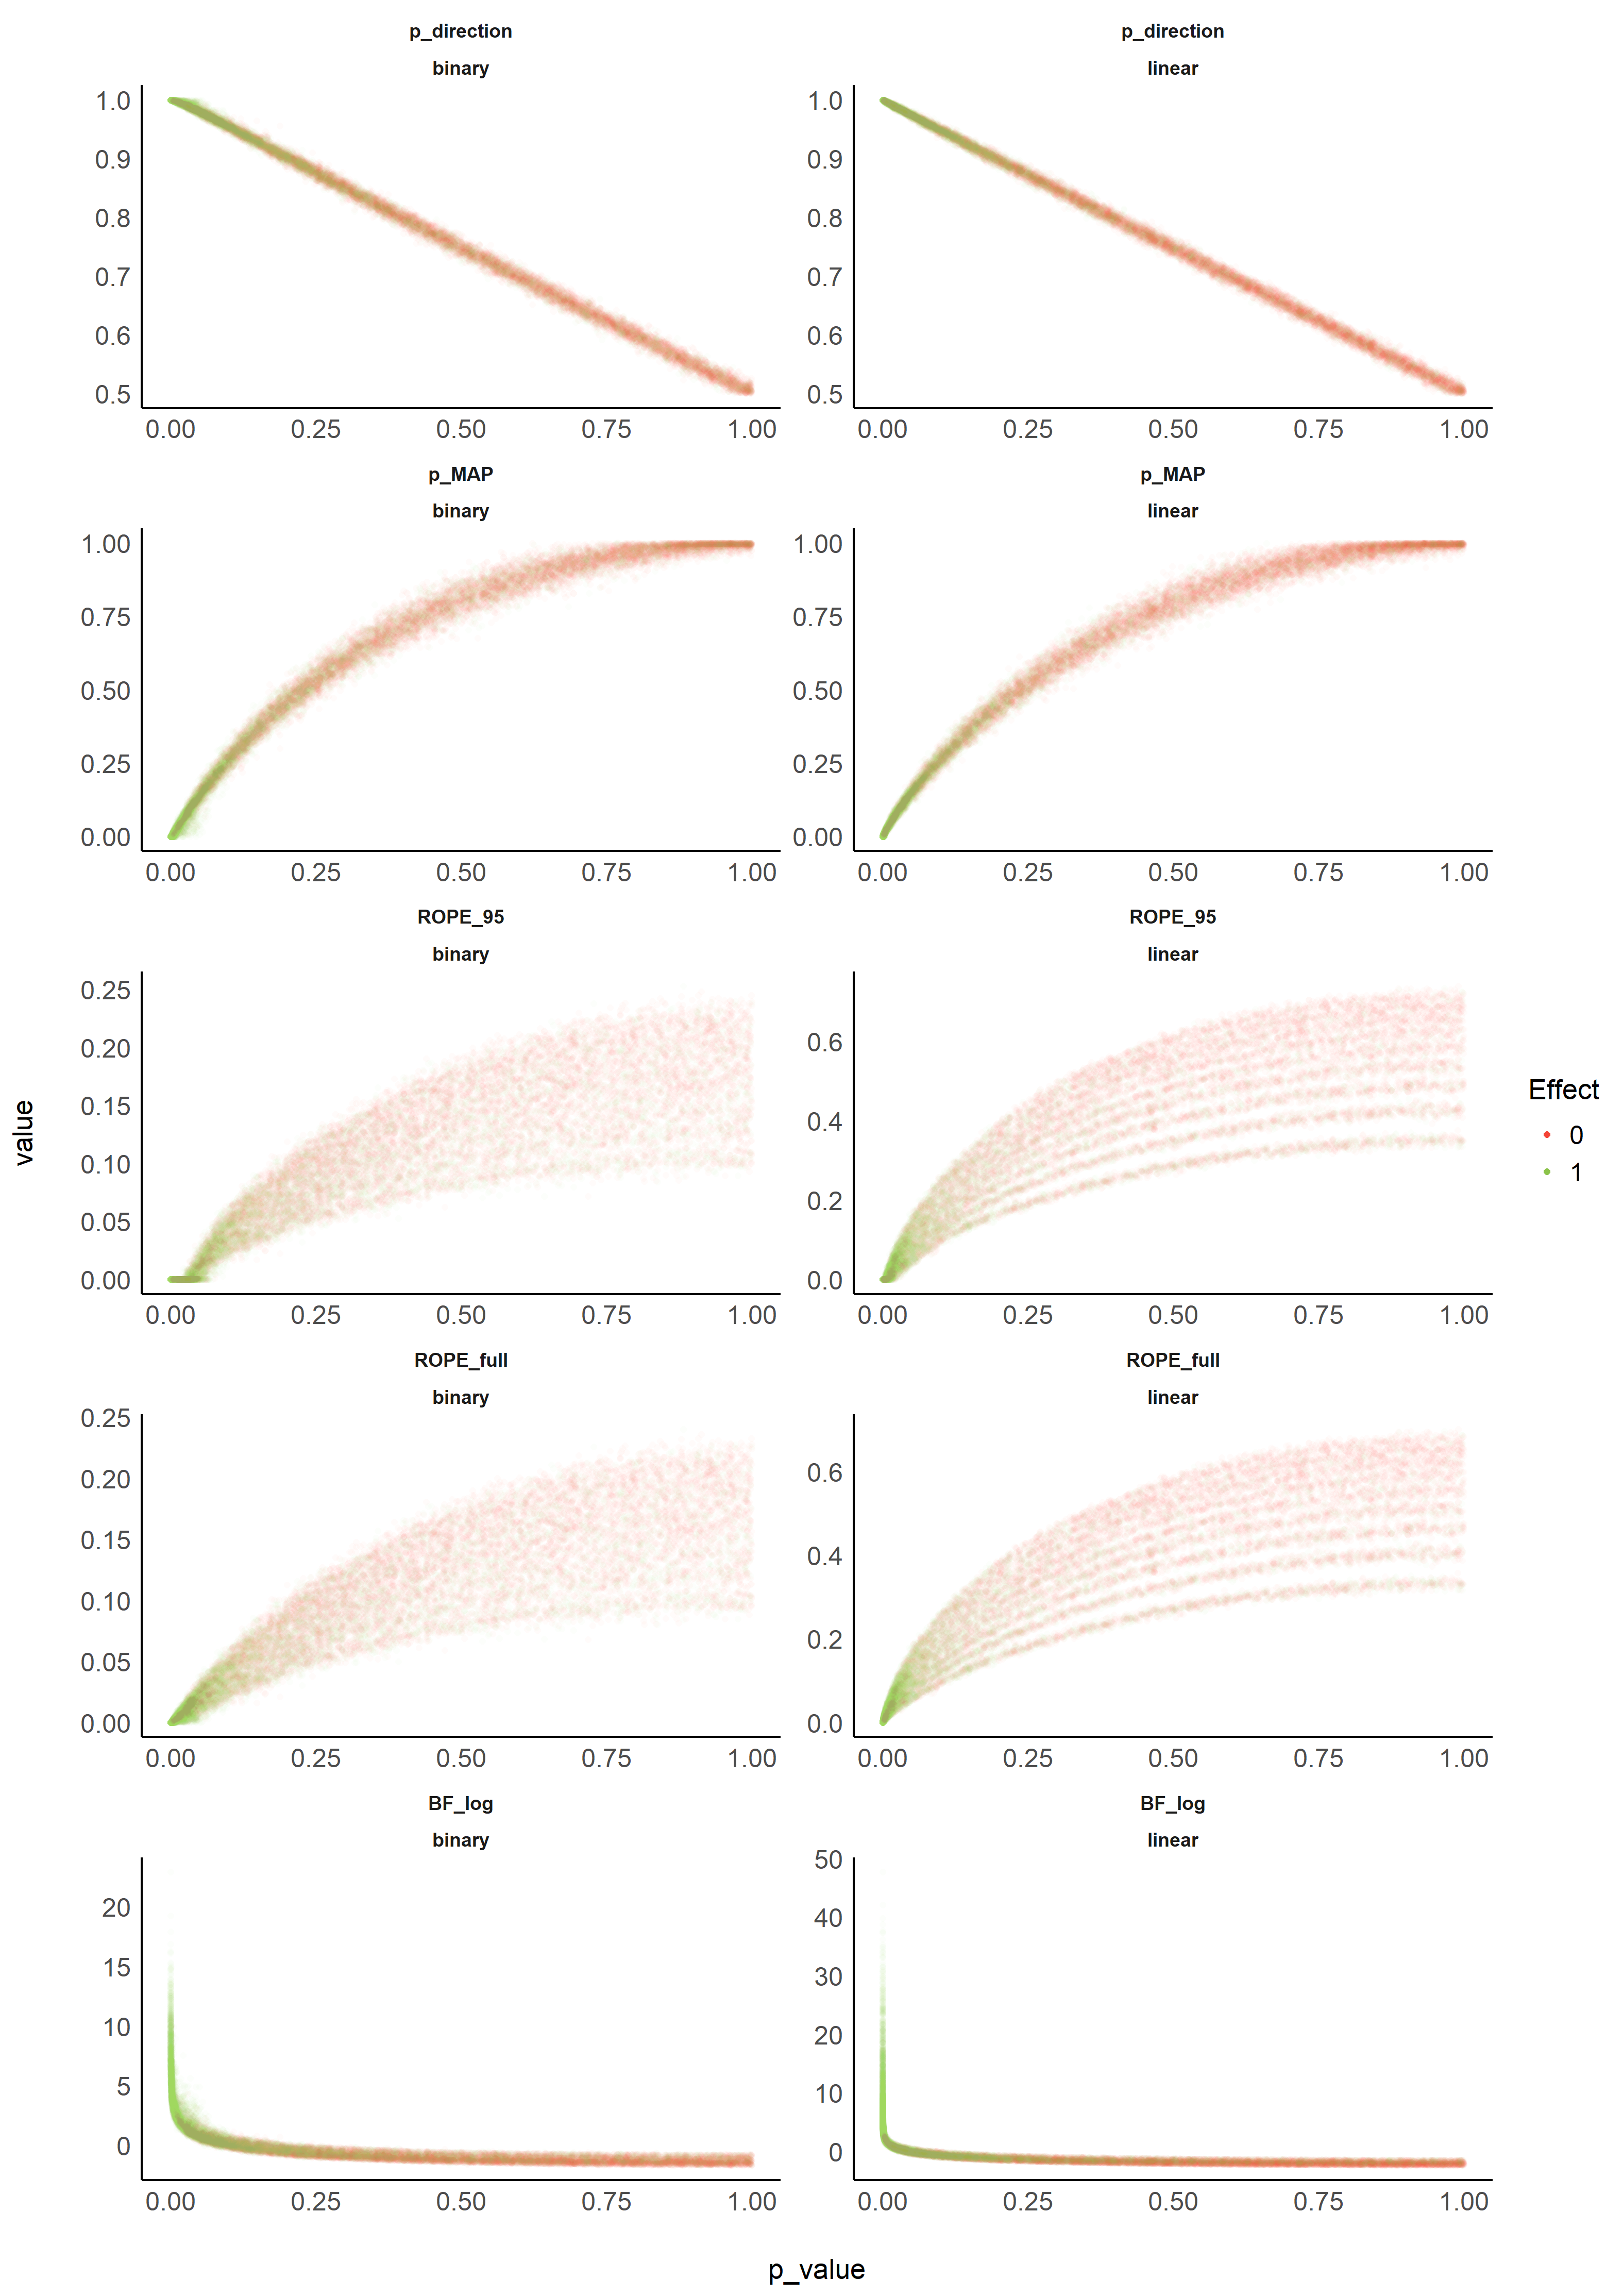 p_direction p_direction
binary linear
1.0 1.0
0.9 0.9
0.8 0.8
0.7 0.7
0.6 0.6
0.5 0.5
0.00 0.25 0.50 0.75 1.00 0.00 0.25 0.50 0.75 1.00
p_MAP p_MAP
binary linear
1.00 1.00
0.75 0.75
0.50 0.50
0.25 0.25
0.00 0.00
0.00 0.25 0.50 0.75 1.00 0.00 0.25 0.50 0.75 1.00
ROPE_95 ROPE_95
binary linear
0.25
0.20 0.6
0.15 0.4
0.10 0.2
0.05
0.00 0.0
0.00 0.25 0.50 0.75 1.00 0.00 0.25 0.50 0.75 1.00
value
Effect
0
1
ROPE_full ROPE_full
binary linear
0.25
0.20 0.6
0.15 0.4
0.10 0.2
0.05
0.00 0.0
0.00 0.25 0.50 0.75 1.00 0.00 0.25 0.50 0.75 1.00
BF_log BF_log
binary linear
50
20 40
15 30
10 20
5 10
0 0
0.00 0.25 0.50 0.75 1.00 0.00 0.25 0.50 0.75 1.00
p_value